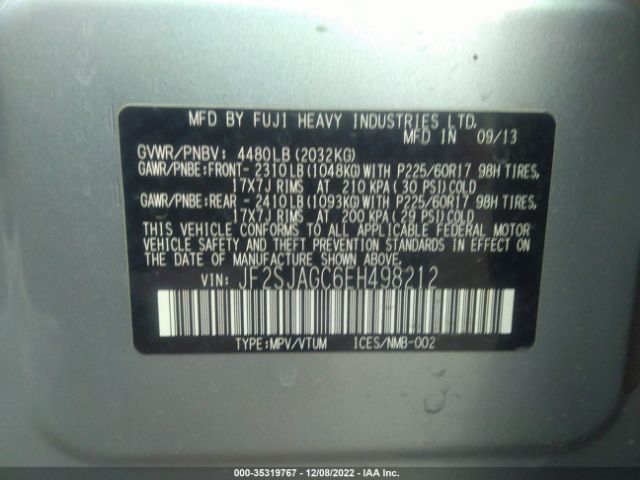 MFD BY FUJI HEAVY INDUSTRIES LTD.
MFD IN 09/13
GVWR/PNBV: 4480LB(2032KG)
GAWR/PNBE:FRONT- 2310LB(1048KG)WITH P225/60R17 98H TIRES,
17X7J RIMS AT 210 KPA(30 PSI)COLD
GAWR/PNBE:REAR - 2410LB(1093KG)WITH P225/60R17 98H TIRES,
17X7J RIMS AT 200 KPA(29 PSI)COLD
THIS VEHICLE CONFORMS TO ALL APPLICABLE FEDERAL MOTOR
VEHICLE SAFETY AND THEFT PREVENTION STANDARDS IN EFFECT
ON THE DATE OF MANUFACTURE SHOWN ABOVE.
VIN: JF2SJAGC6EH498212
TYPE:MPV/VTUM ICES/NMB-002
000-35319767 - 12/08/2022 - IAA Inc.